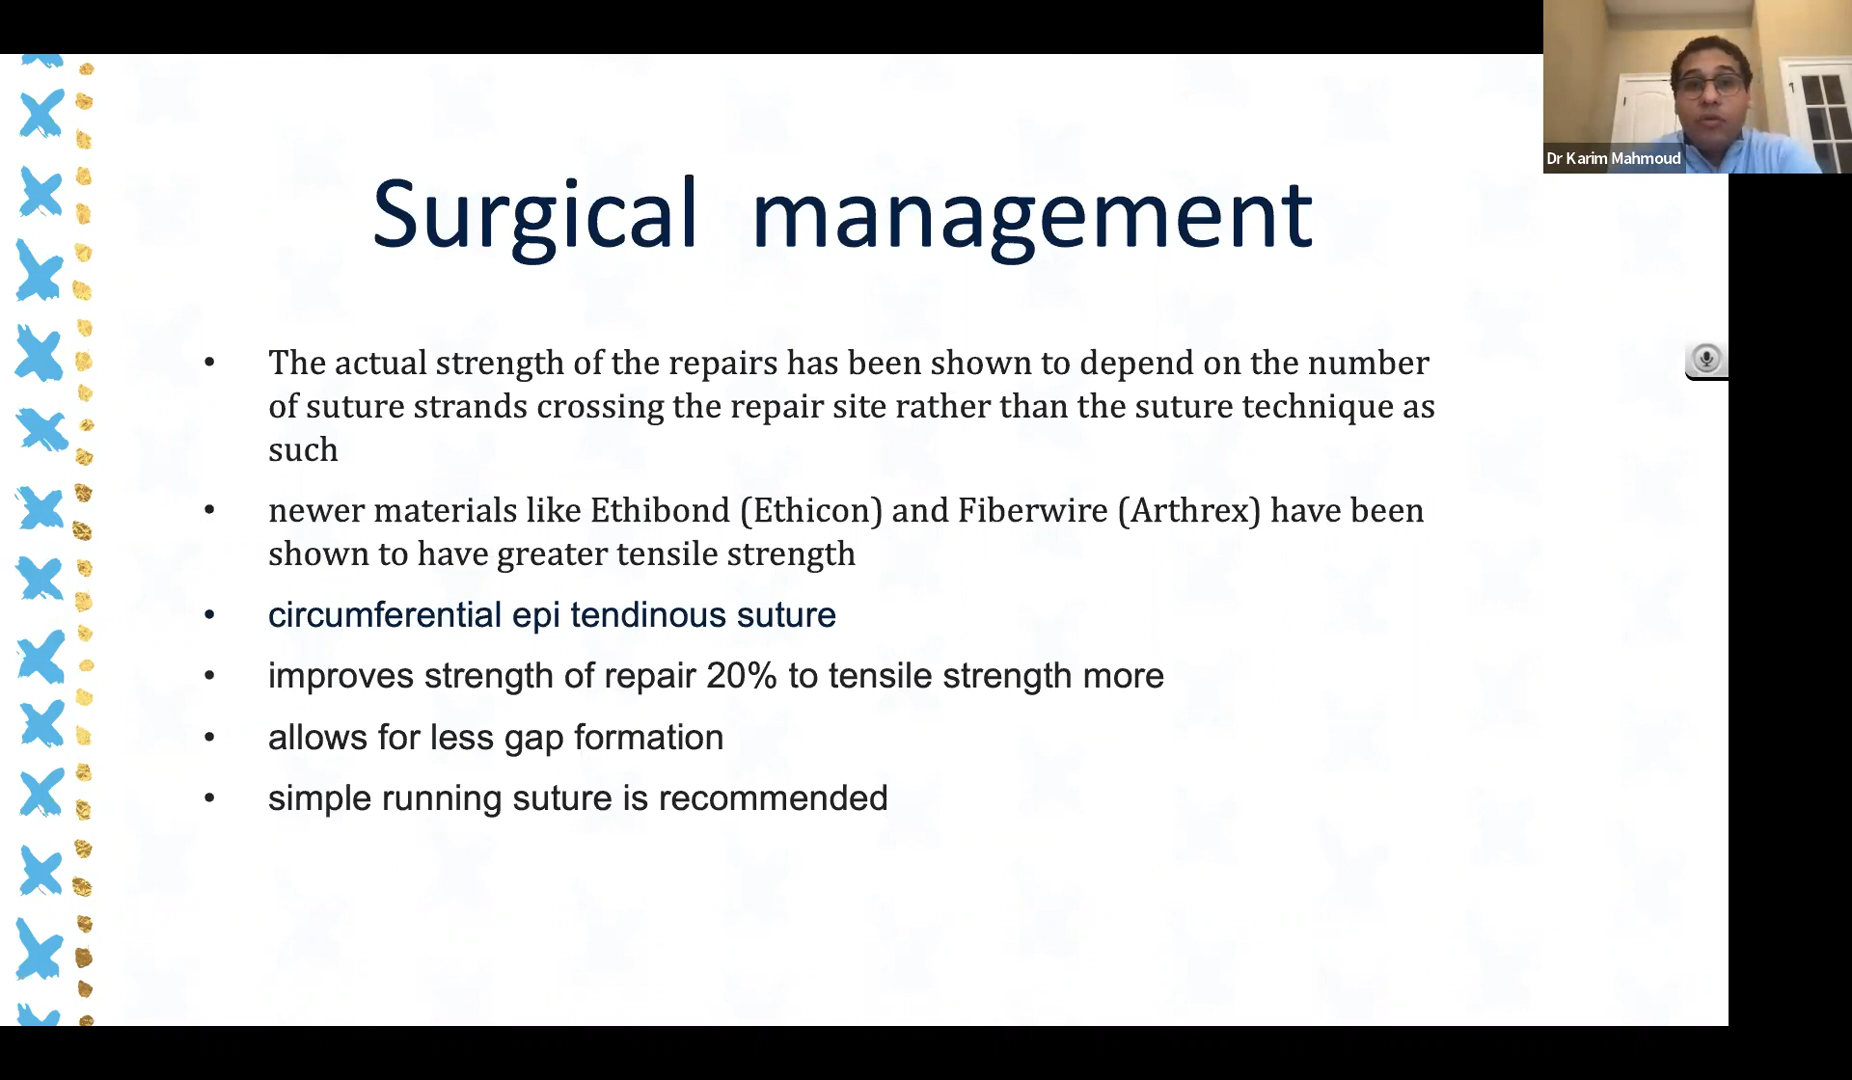 Dr Karim Mahmoud
Surgical management
• The actual strength of the repairs has been shown to depend on the number
of suture strands crossing the repair site rather than the suture technique as
such
• newer materials like Ethibond (Ethicon) and Fiberwire (Arthrex) have been
shown to have greater tensile strength
• circumferential epi tendinous suture
• improves strength of repair 20% to tensile strength more
• allows for less gap formation
• simple running suture is recommended